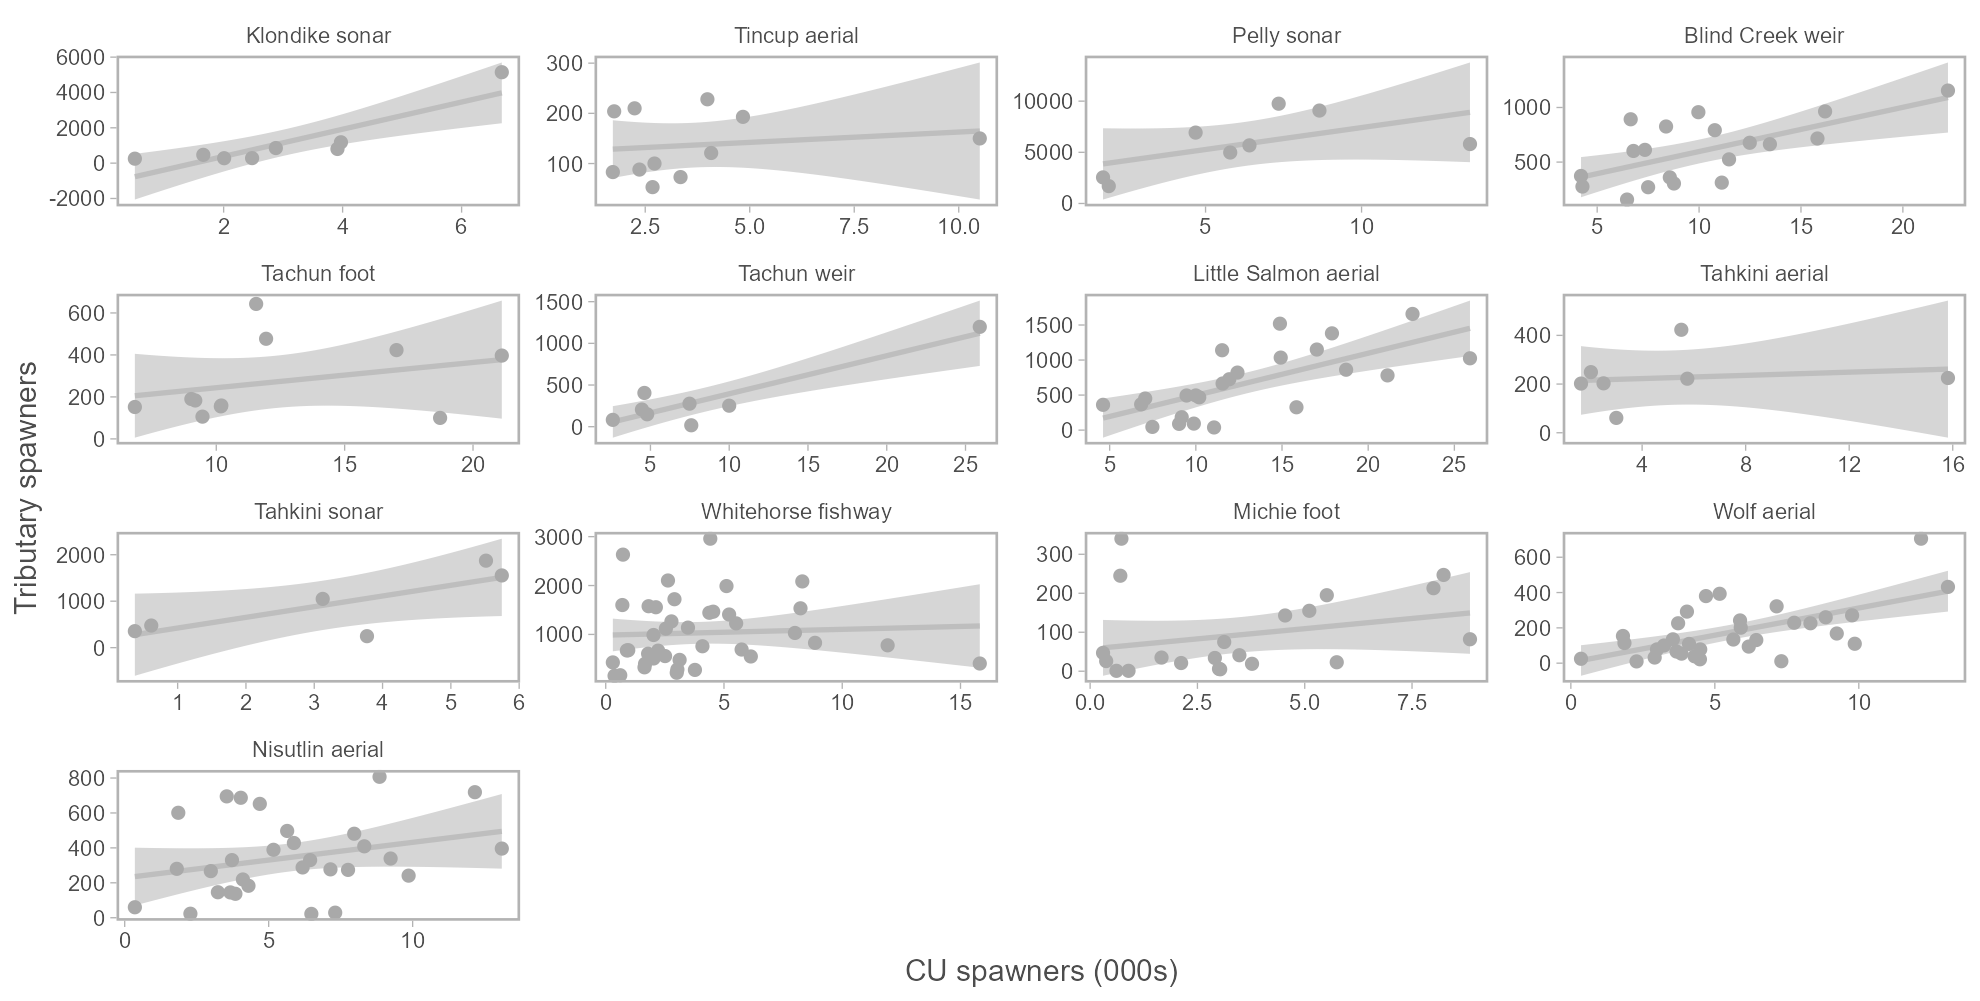 Klondike sonar Tincup aerial Pelly sonar Blind Creek weir
6000 300 10000 1000
4000 200 5000 500
2000 100 0
0
-2000
2 4 6 2.5 5.0 7.5 10.0 5 10 5 10 15 20
Tachun foot Tachun weir Little Salmon aerial Tahkini aerial
600 1500 1500 400
400 1000 1000 200
200 500 500 0
0 0 0
10 15 20 5 10 15 20 25 5 10 15 20 25 4 8 12 16
Tributary spawners
Tahkini sonar Whitehorse fishway Michie foot Wolf aerial
2000 3000 300 600
1000 2000 200 400
0 1000 100 200
0 0
1 2 3 4 5 6 0 5 10 15 0.0 2.5 5.0 7.5 0 5 10
Nisutlin aerial
800
600
400
200
0
0 5 10
CU spawners (000s)